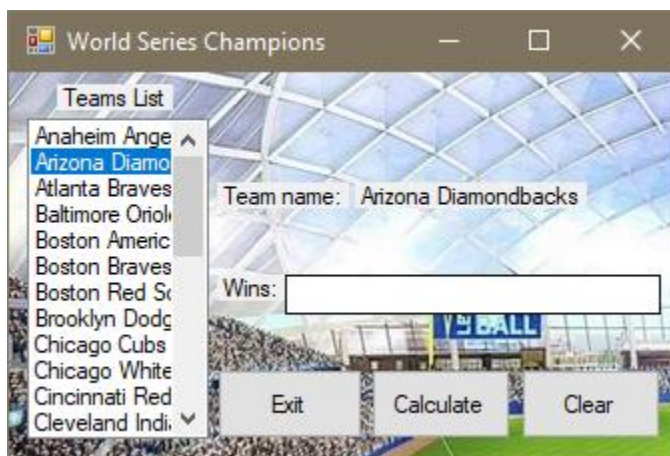 World Series Champions
Teams List
Anaheim Ange
Arizona Diamo
Atlanta Braves
Baltimore Oriol
Boston Americ
Boston Braves
Boston Red So
Brooklyn Dodg
Chicago Cubs
Chicago White
Cincinnati Red
Cleveland Indi
Team name: Arizona Diamondbacks
Wins:
BALL
Exit Calculate Clear